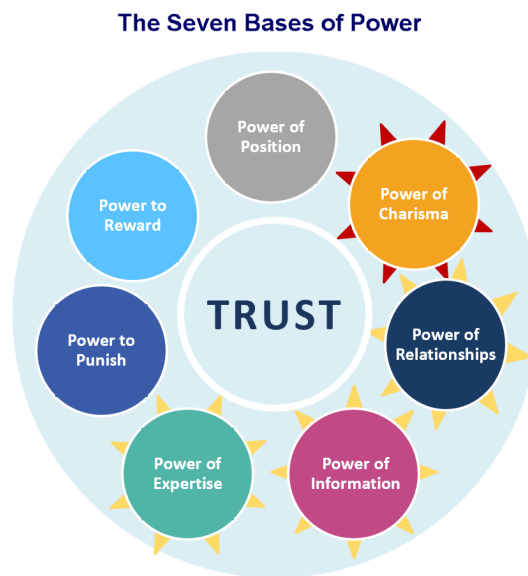 The Seven Bases of Power
Power of
Position
Power of
Charisma
Power of
Relationships
Power of
Information
Power of
Expertise
Power to
Punish
Power to
Reward
TRUST